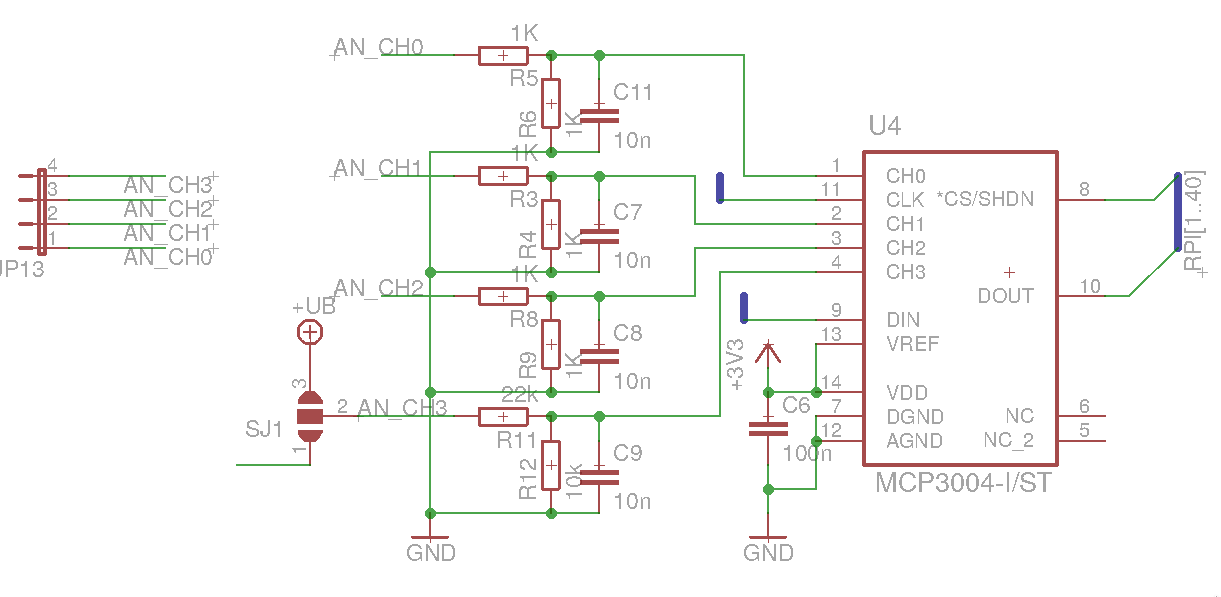 AN_CH0
1K
R5
R6
1K
C11
10n
AN_CH1
1K
R3
R4
1K
C7
10n
AN_CH2
1K
R8
R9
1K
C8
10n
AN_CH3
22k
R11
R12
10k
C9
10n
GND
4
3
2
1
AN_CH3
AN_CH2
AN_CH1
AN_CH0
JP13
+UB
3
2
1
SJ1
+3V3
C6
100n
GND
U4
1
11
2
3
4
9
13
14
7
12
CH0
CLK
CH1
CH2
CH3
DIN
VREF
VDD
DGND
AGND
*CS/SHDN
DOUT
NC
NC_2
8
10
6
5
MCP3004-I/ST
RPI[1..40]